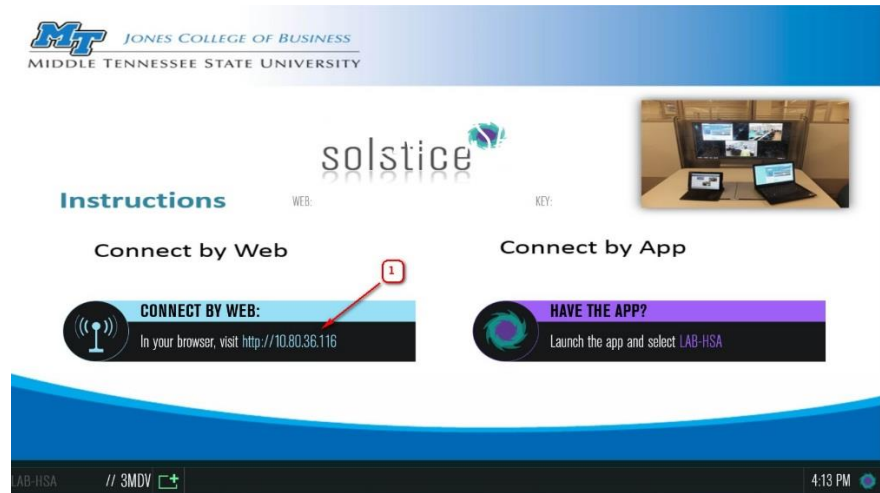 MT JONES COLLEGE OF BUSINESS
MIDDLE TENNESSEE STATE UNIVERSITY
solstice
Instructions WEB: KEY:
Connect by Web
Connect by App
1
CONNECT BY WEB:
In your browser, visit http://10.80.36.116
HAVE THE APP?
Launch the app and select LAB-HSA
LAB-HSA // 3MDV 4:13 PM